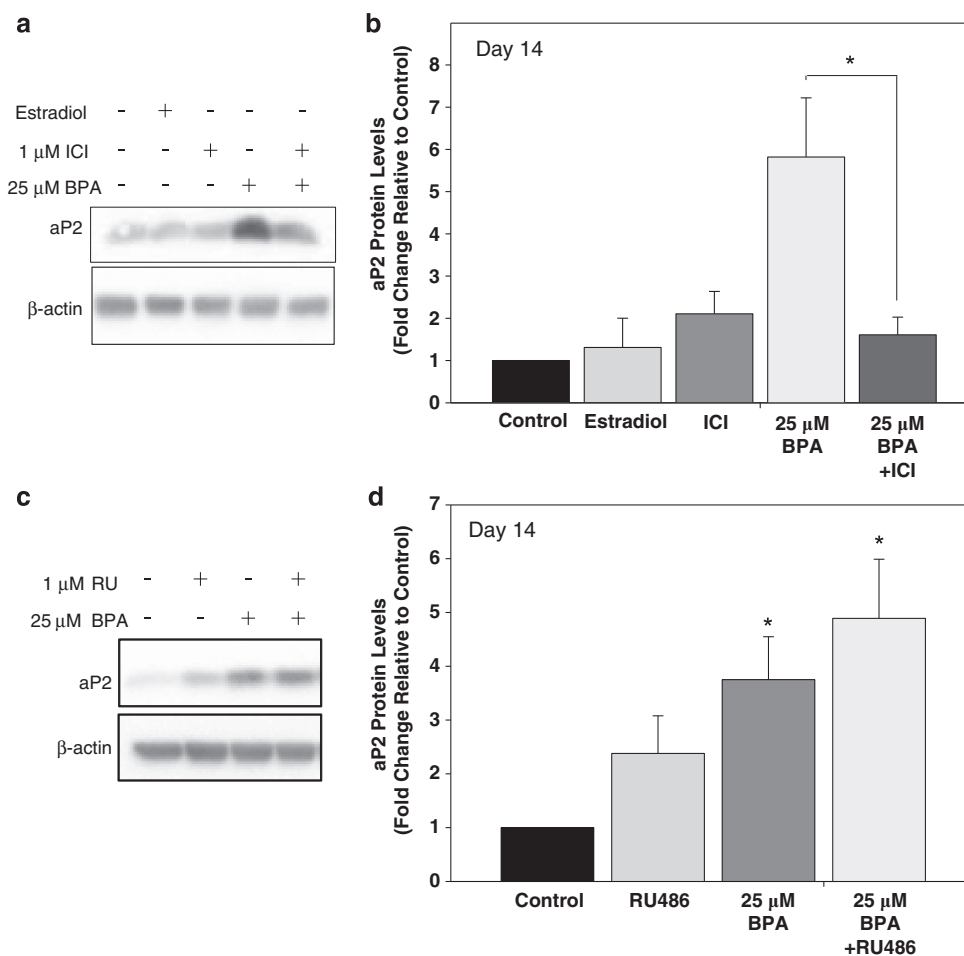 a
Estradiol - + - - -
1 μM ICI - - + - +
25 μM BPA - - - + +
aP2
β-actin
b
Day 14
*
aP2 Protein Levels
(Fold Change Relative to Control)
8
7
6
5
4
3
2
1
0
Control Estradiol ICI 25 μM BPA 25 μM BPA +ICI
c
1 μM RU - + - +
25 μM BPA - - + +
aP2
β-actin
d
Day 14
* *
aP2 Protein Levels
(Fold Change Relative to Control)
7
6
5
4
3
2
1
0
Control RU486 25 μM BPA 25 μM BPA +RU486